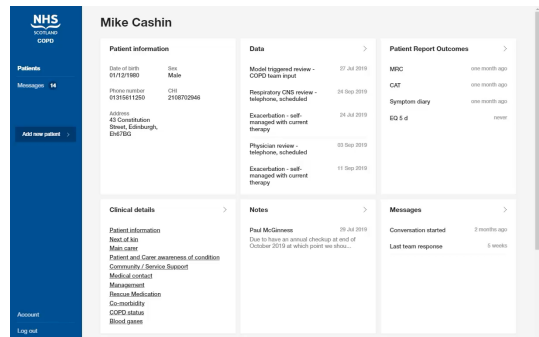 NHS
SCOTLAND
COPD
Patients
Messages 14
Add new patient >
Account
Log out
Mike Cashin
Patient information
Date of birth Sex
01/12/1980 Male
Phone number CHI
01315811250 2108702946
Address
43 Constitution
Street, Edinburgh,
Eh67BG
Data >
Model triggered review - 27 Jul 2019
COPD team input
Respiratory CNS review - 24 Sep 2019
telephone, scheduled
Exacerbation - self- 24 Jul 2019
managed with current
therapy
Physician review - 03 Sep 2019
telephone, scheduled
Exacerbation - self- 11 Sep 2019
managed with current
therapy
Patient Report Outcomes >
MRC one month ago
CAT one month ago
Symptom diary one month ago
EQ 5 d never
Clinical details >
Patient information
Next of kin
Main carer
Patient and Carer awareness of condition
Community / Service Support
Medical contact
Management
Rescue Medication
Co-morbidity
COPD status
Blood gases
Notes >
Paul McGinness 29 Jul 2019
Due to have an annual checkup at end of
October 2019 at which point we shou...
Messages >
Conversation started 2 months ago
Last team response 5 weeks